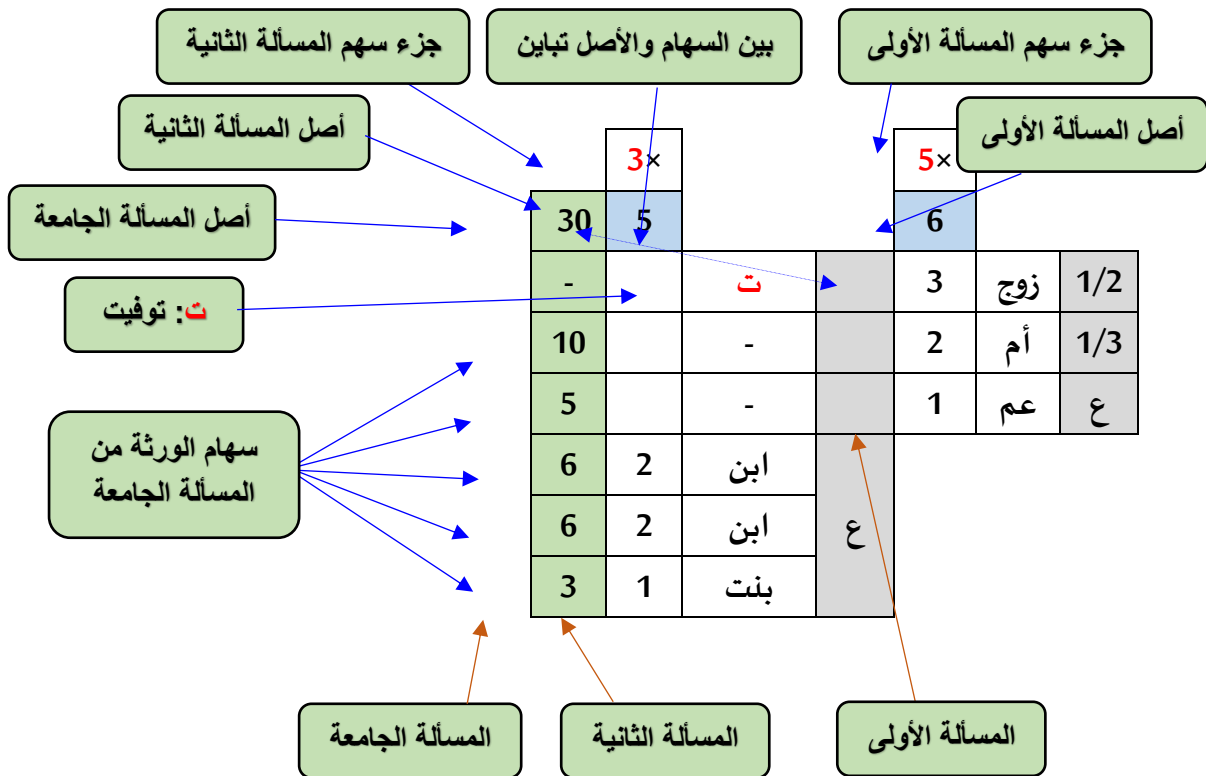 جزء سهم المسألة الأولى
بين السهام والأصل تباين
جزء سهم المسألة الثانية
أصل المسألة الأولى
أصل المسألة الثانية
5× 3×
أصل المسألة الجامعة
6 5 30
1/2 زوج 3 ت -
ت: توفيت
1/3 أم 2 - 10
ع عم 1 - 5
سهام الورثة من
المسألة الجامعة
ابن 2 6
ع ابن 2 6
بنت 1 3
المسألة الأولى
المسألة الثانية
المسألة الجامعة